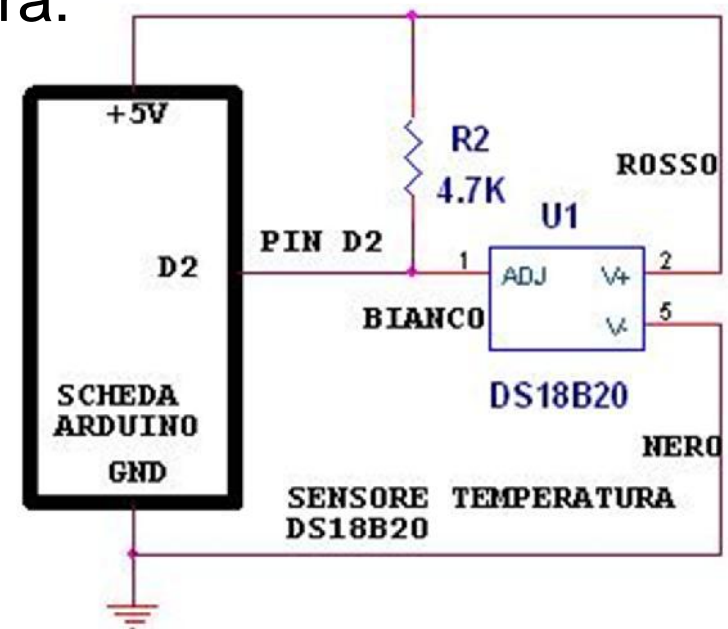 ra.
+5V
R2
4.7K
ROSSO
U1
PIN D2
D2
1
ADJ
V+
2
BIANCO
V-
5
DS18B20
SCHEDA
ARDUINO
GND
NERO
SENSORE TEMPERATURA
DS18B20